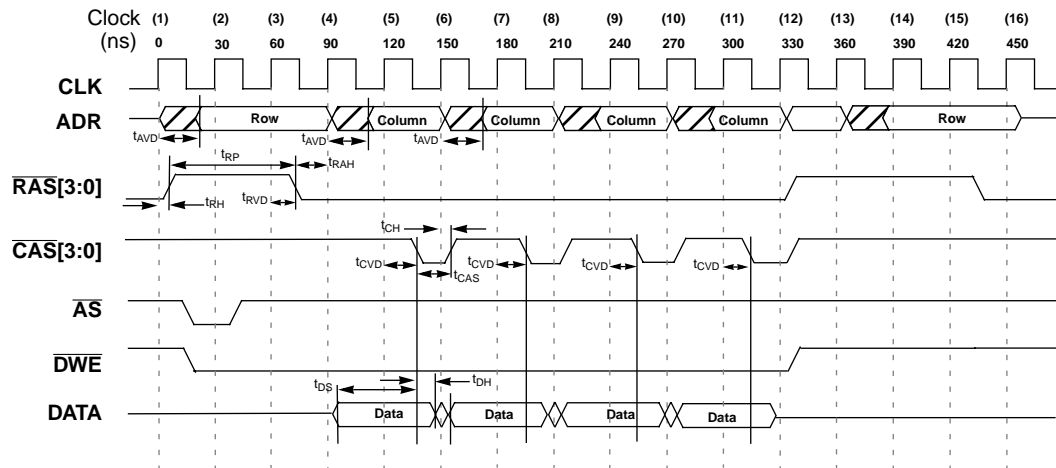 Clock (1) (2) (3) (4) (5) (6) (7) (8) (9) (10) (11) (12) (13) (14) (15) (16)
(ns) 0 30 60 90 120 150 180 210 240 270 300 330 360 390 420 450
CLK
ADR Row Column Column Column Column Row
tAVD tAVD tAVD
tRP tRAH
RAS[3:0]
tRH tRVD
tCH
CAS[3:0]
tCVD tCAS tCVD tCVD tCVD
AS
DWE
tDS tDH
DATA Data Data Data Data